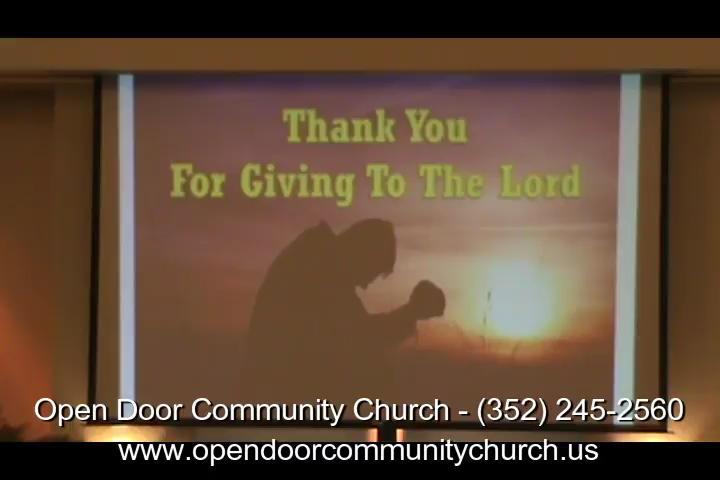 Thank You
For Giving To The Lord
Open Door Community Church - (352) 245-2560
www.opendoorcommunitychurch.us